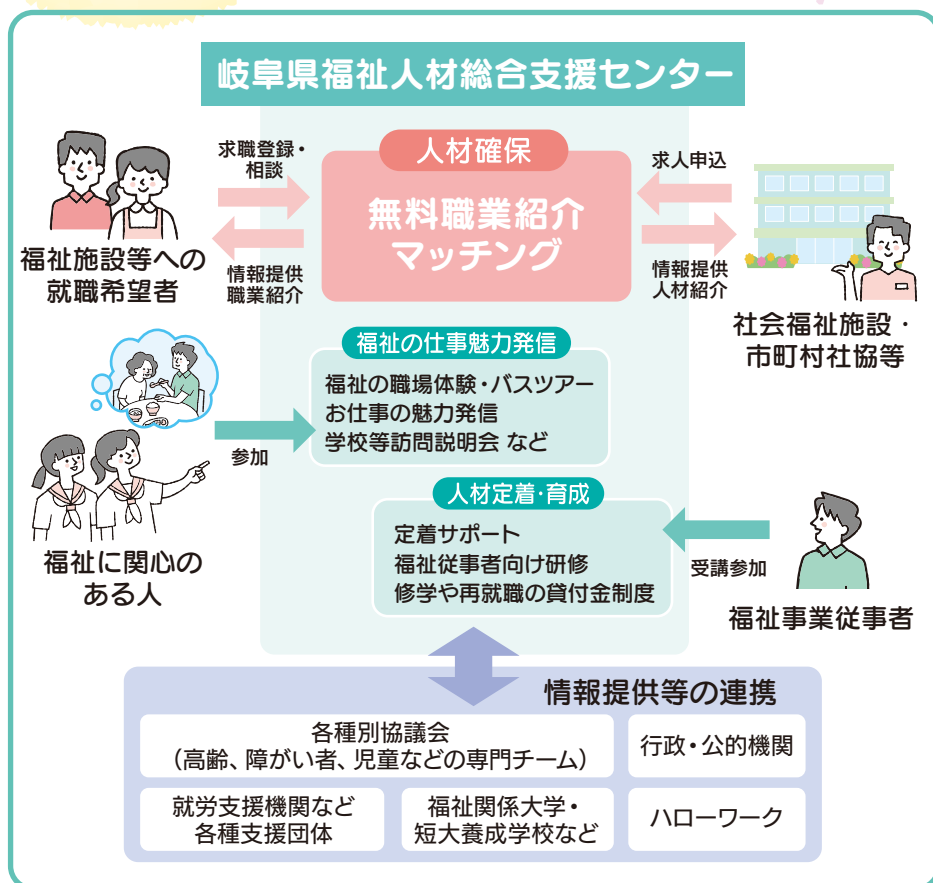 岐阜県福祉人材総合支援センター
人材確保
無料職業紹介
マッチング
求職登録・
相談
情報提供
職業紹介
福祉施設等への
就職希望者
求人申込
情報提供
人材紹介
社会福祉施設・
市町村社協等
福祉の仕事魅力発信
福祉の職場体験・バスツアー
お仕事の魅力発信
学校等訪問説明会 など
参加
福祉に関心の
ある人
人材定着・育成
定着サポート
福祉従事者向け研修
修学や再就職の貸付金制度
受講参加
福祉事業従事者
情報提供等の連携
各種別協議会
（高齢、障がい者、児童などの専門チーム）
行政・公的機関
就労支援機関など
各種支援団体
福祉関係大学・
短大養成学校など
ハローワーク